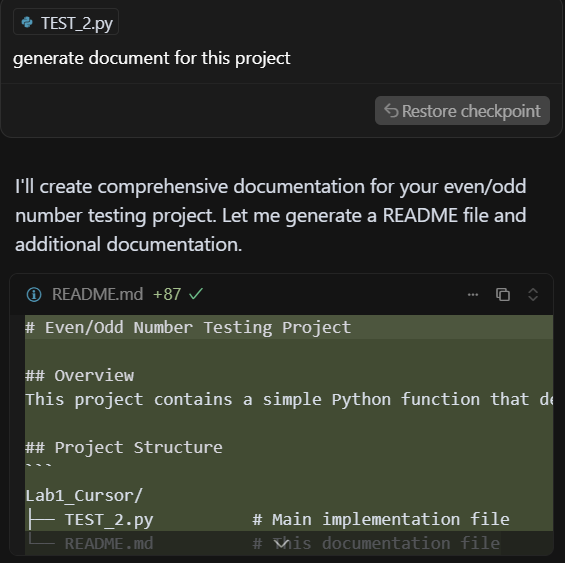 TEST_2.py
generate document for this project
Restore checkpoint
I'll create comprehensive documentation for your even/odd
number testing project. Let me generate a README file and
additional documentation.
README.md +87
# Even/Odd Number Testing Project
## Overview
This project contains a simple Python function that de
## Project Structure
```
Lab1_Cursor/
├── TEST_2.py # Main implementation file
└── README.md # This documentation file